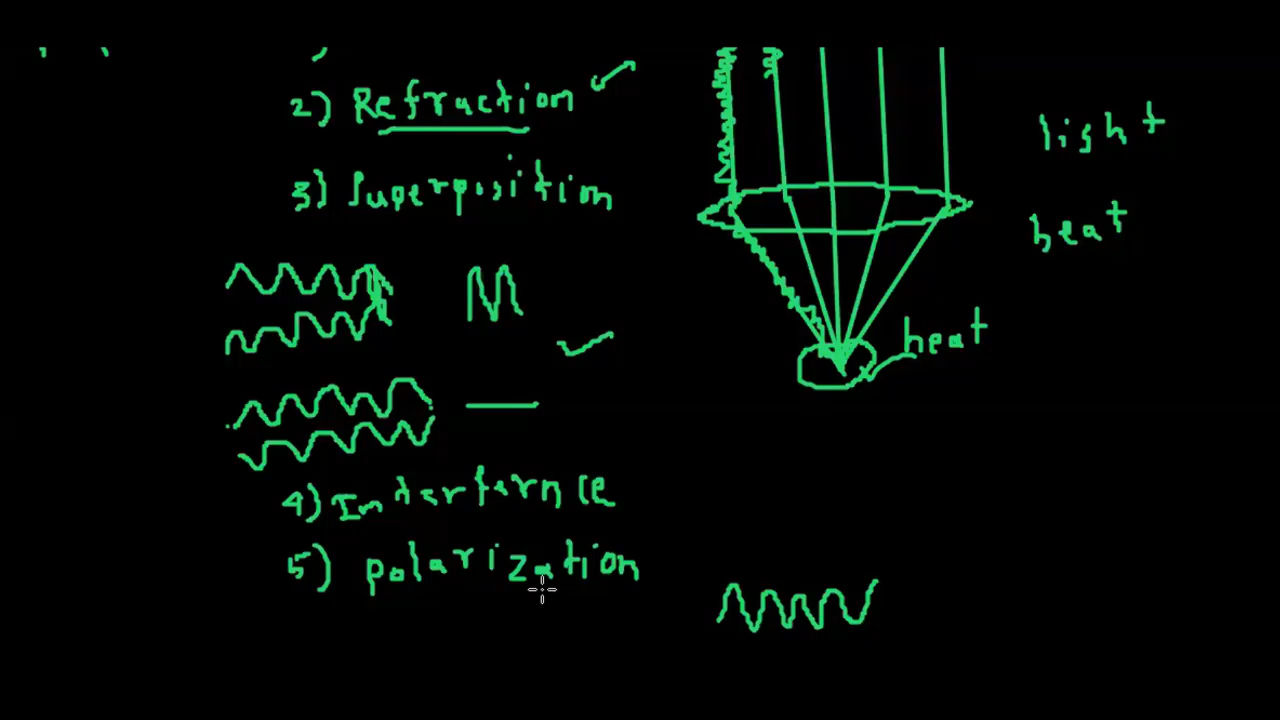 2) Refraction
light
3) Superposition
heat
heat
4) Interfernce
5) polarization